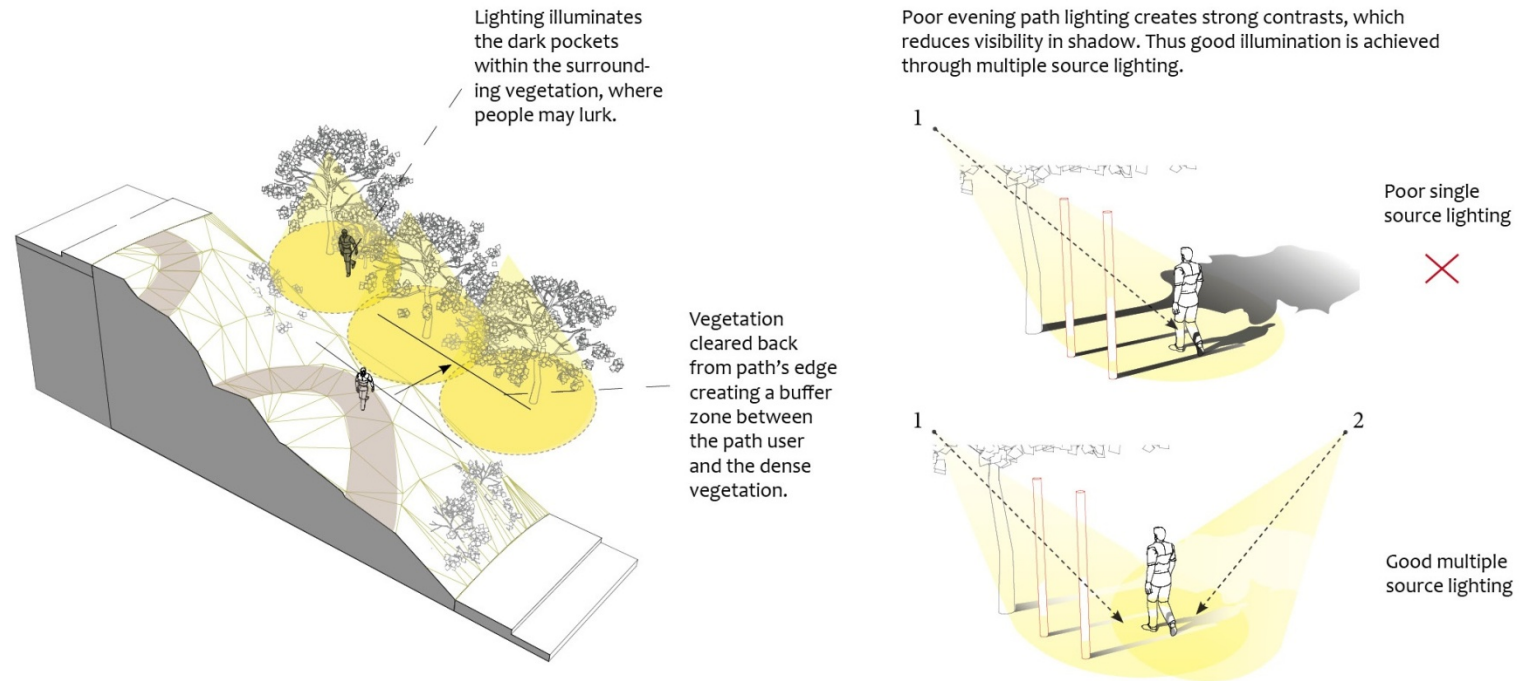 Lighting illuminates
the dark pockets
within the surround-
ing vegetation, where
people may lurk.
Vegetation
cleared back
from path's edge
creating a buffer
zone between
the path user
and the dense
vegetation.
Poor evening path lighting creates strong contrasts, which
reduces visibility in shadow. Thus good illumination is achieved
through multiple source lighting.
1
Poor single
source lighting
1
2
Good multiple
source lighting